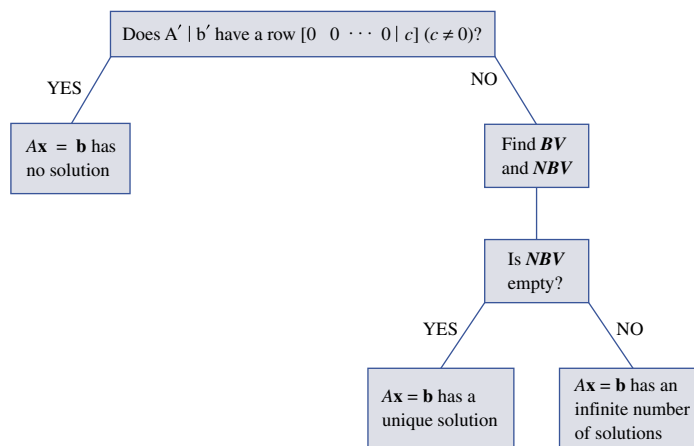 Does A′ | b′ have a row [0 0 ⋯ 0 | c] (c ≠ 0)?
YES
NO
Ax = b has
no solution
Find BV
and NBV
Is NBV
empty?
YES
NO
Ax = b has a
unique solution
Ax = b has an
infinite number
of solutions